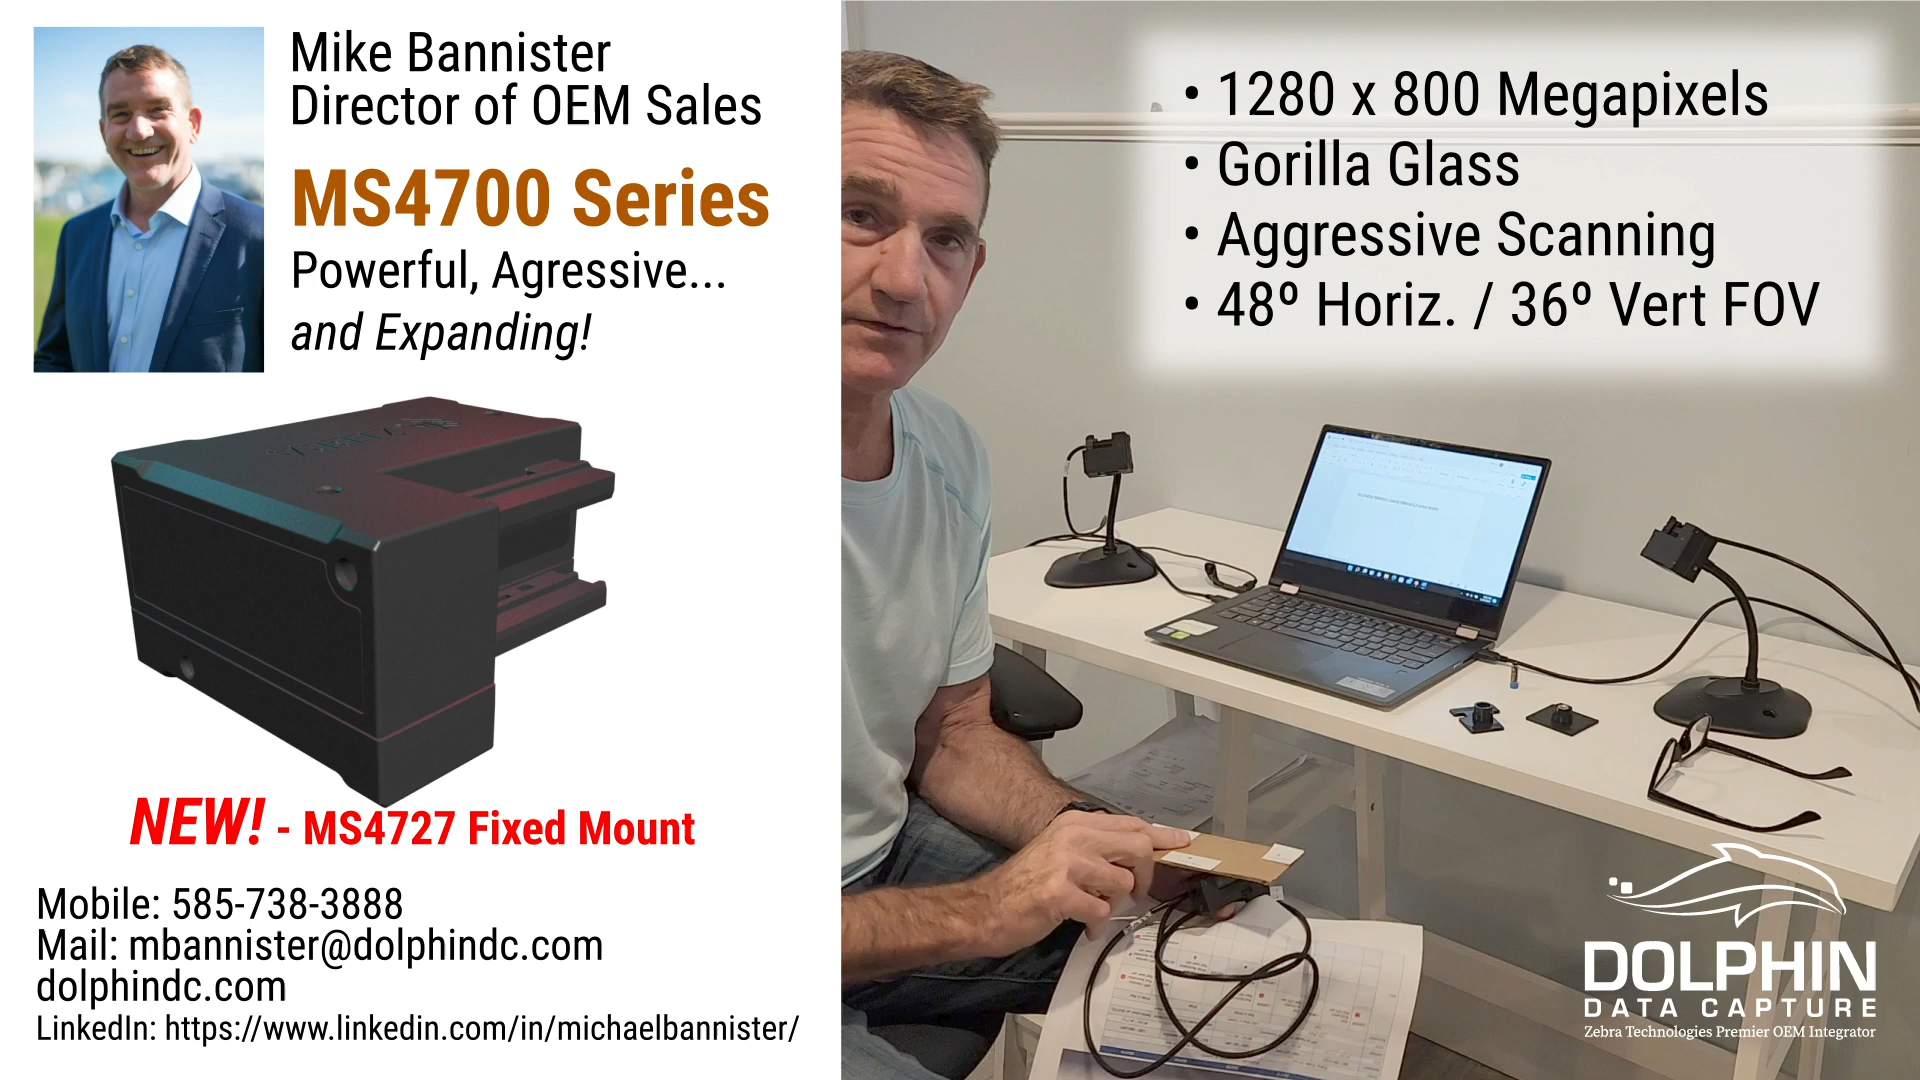 Mike Bannister
Director of OEM Sales
MS4700 Series
Powerful, Agressive...
and Expanding!
NEW! - MS4727 Fixed Mount
Mobile: 585-738-3888
Mail: mbannister@dolphindc.com
dolphindc.com
LinkedIn: https://www.linkedin.com/in/michaelbannister/
• 1280 x 800 Megapixels
• Gorilla Glass
• Aggressive Scanning
• 48º Horiz. / 36º Vert FOV
DOLPHIN
DATA CAPTURE
Zebra Technologies Premier OEM Integrator